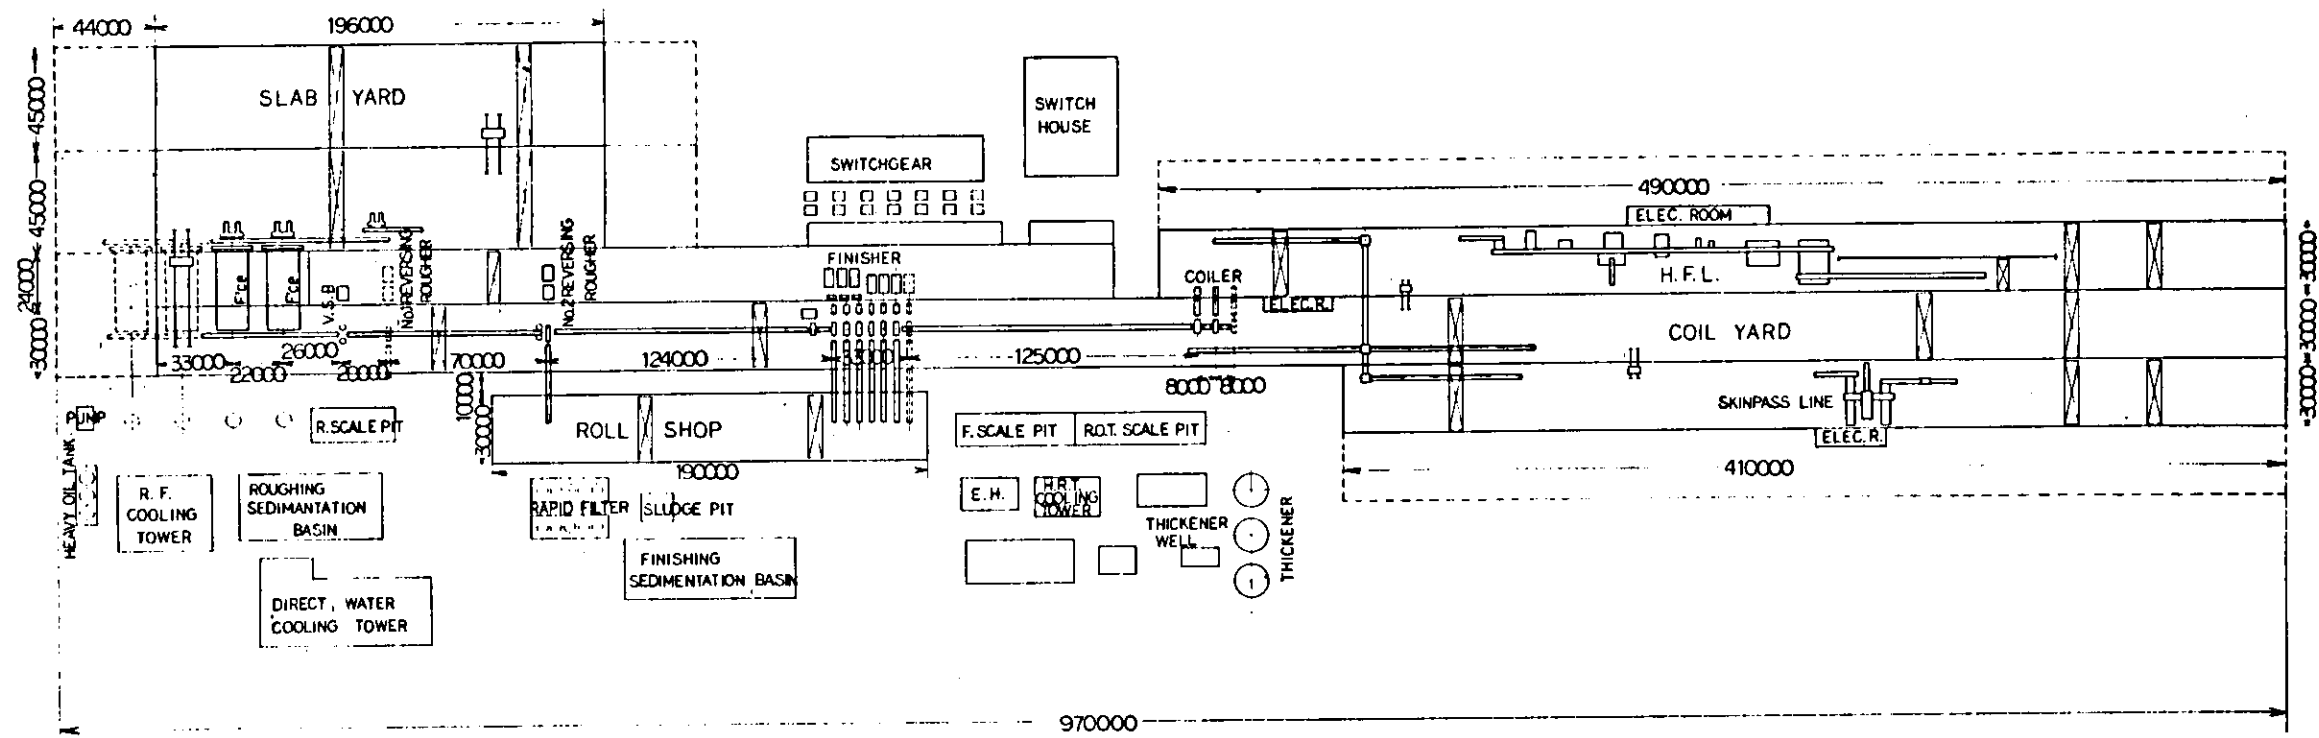 44000
196000
45000
45000
24000
30000
SLAB YARD
SWITCH
HOUSE
SWITCHGEAR
490000
ELEC. ROOM
30000
30000
30000
F'ce
F'ce
V.S.B
No.1 REVERSING
ROUGHER
No.2 REVERSING
ROUGHER
FINISHER
COILER
ELEC.R.
H.F.L.
COIL YARD
33000
22000
26000
20000
70000
124000
33000
125000
8000
8000
10000
30000
ROLL SHOP
190000
SKINPASS LINE
ELEC.R.
410000
PUMP
HEAVY OIL TANK
R.SCALE PIT
F.SCALE PIT
R.O.T. SCALE PIT
R. F.
COOLING
TOWER
ROUGHING
SEDIMANTATION
BASIN
RAPID FILTER
SLUDGE PIT
E.H.
H.R.T.
COOLING
TOWER
THICKENER
WELL
THICKENER
FINISHING
SEDIMENTATION BASIN
DIRECT, WATER
COOLING TOWER
970000